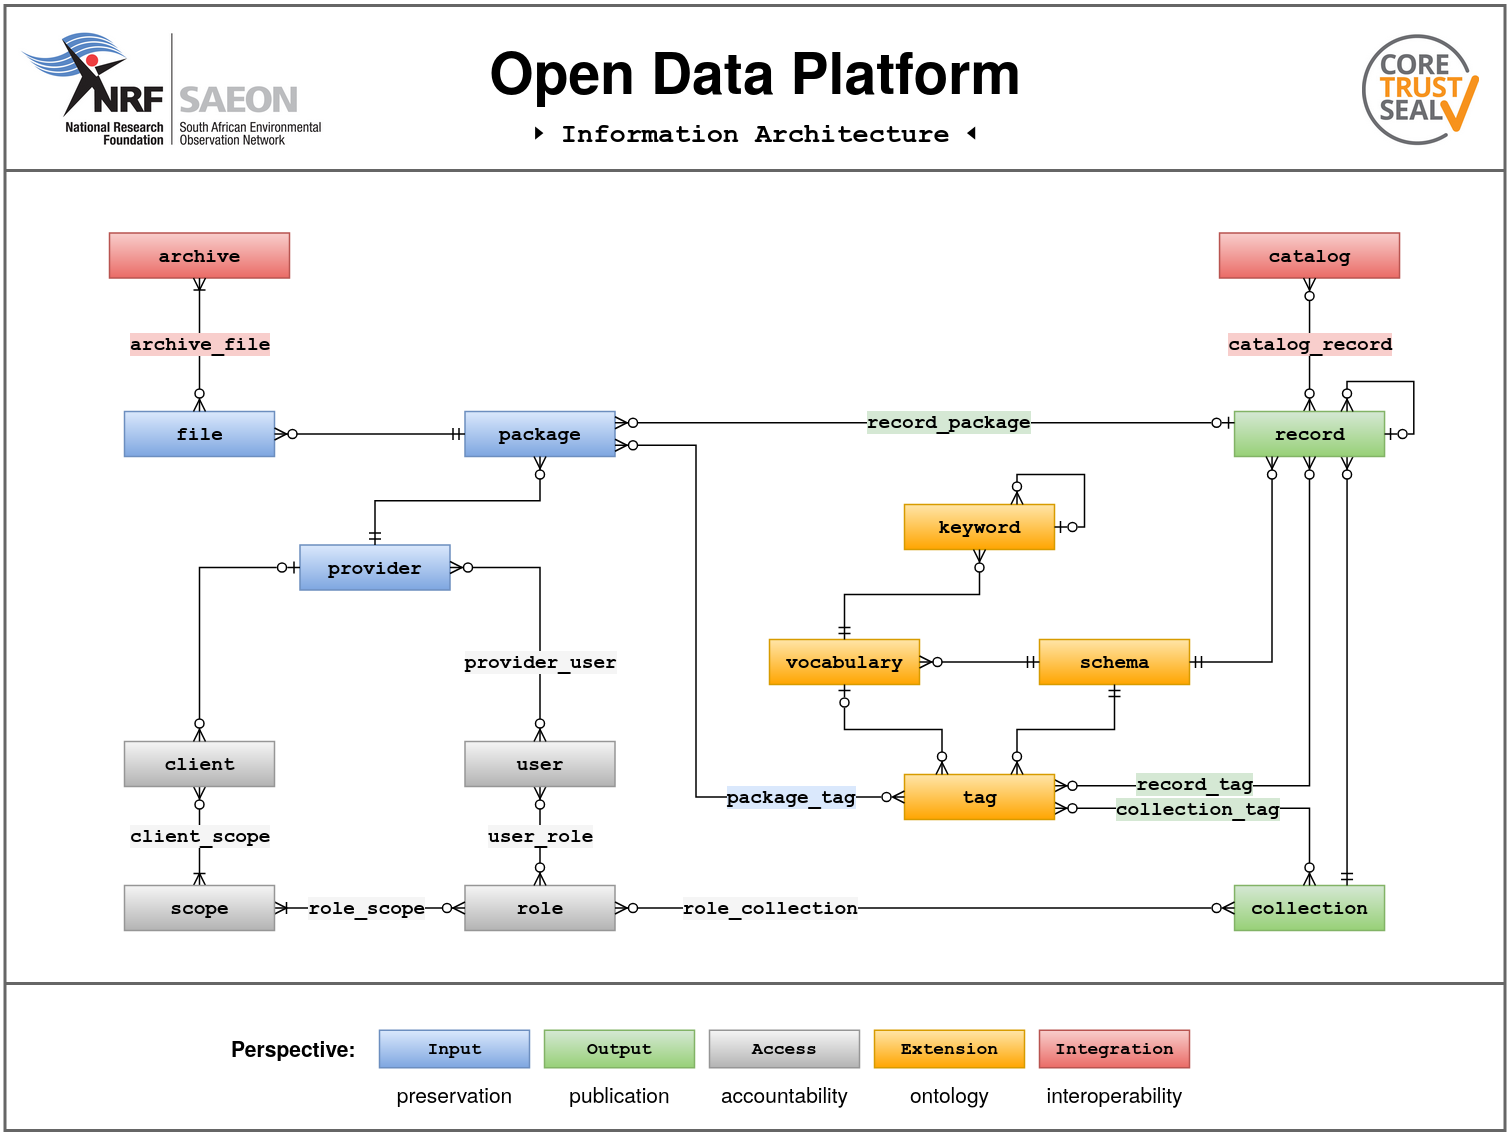 NRF
National Research
Foundation
SAEON
South African Environmental
Observation Network
Open Data Platform
Information Architecture
CORE
TRUST
SEAL
archive
catalog
archive_file
catalog_record
file
package
record_package
record
keyword
provider
provider_user
vocabulary
schema
client
user
package_tag
tag
record_tag
collection_tag
client_scope
user_role
scope
role_scope
role
role_collection
collection
Perspective:
Input
Output
Access
Extension
Integration
preservation
publication
accountability
ontology
interoperability